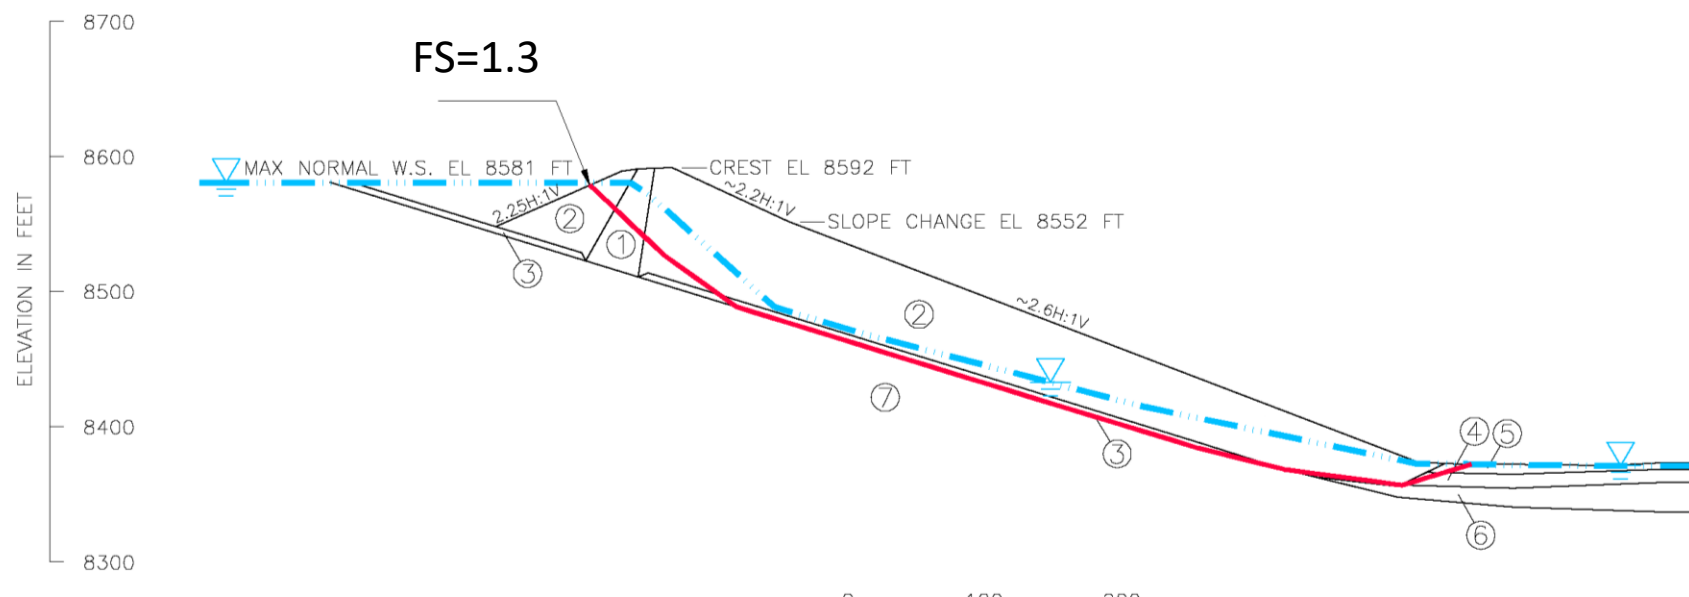 8700
FS=1.3
8600
MAX NORMAL W.S. EL 8581 FT
CREST EL 8592 FT
~2.2H:1V
2.25H:1V
2
SLOPE CHANGE EL 8552 FT
1
3
8500
~2.6H:1V
2
ELEVATION IN FEET
7
8400
3
4
5
6
8300